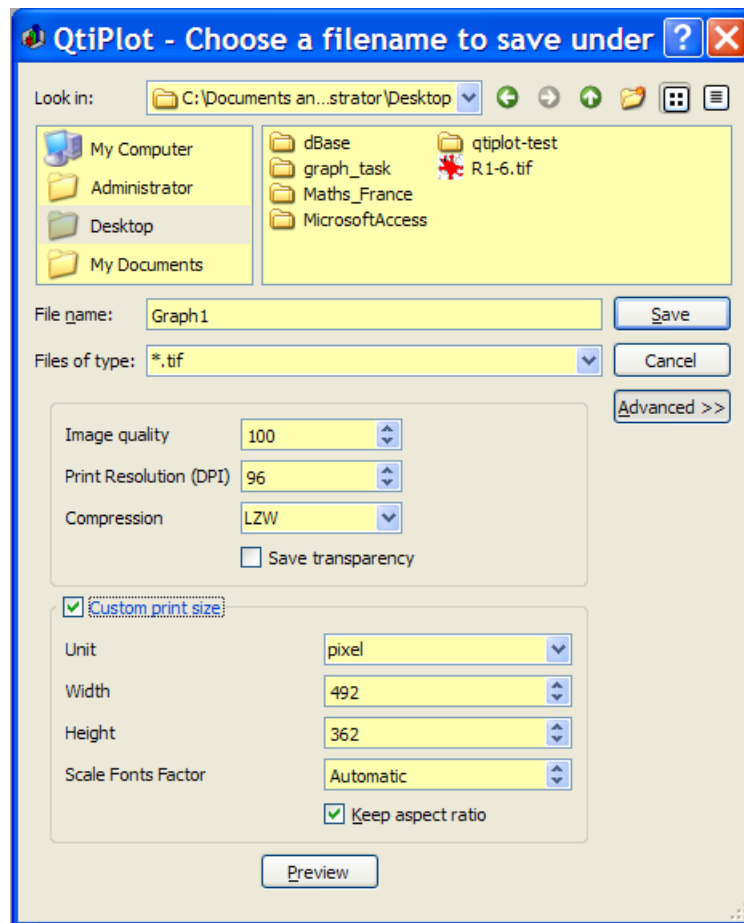 QtiPlot - Choose a filename to save under
Look in: C:\Documents an...strator\Desktop
My Computer
Administrator
Desktop
My Documents
dBase
graph_task
Maths_France
MicrosoftAccess
qtiplot-test
R1-6.tif
File name: Graph1 Save
Files of type: *.tif Cancel
Advanced >>
Image quality 100
Print Resolution (DPI) 96
Compression LZW
Save transparency
Custom print size
Unit pixel
Width 492
Height 362
Scale Fonts Factor Automatic
Keep aspect ratio
Preview